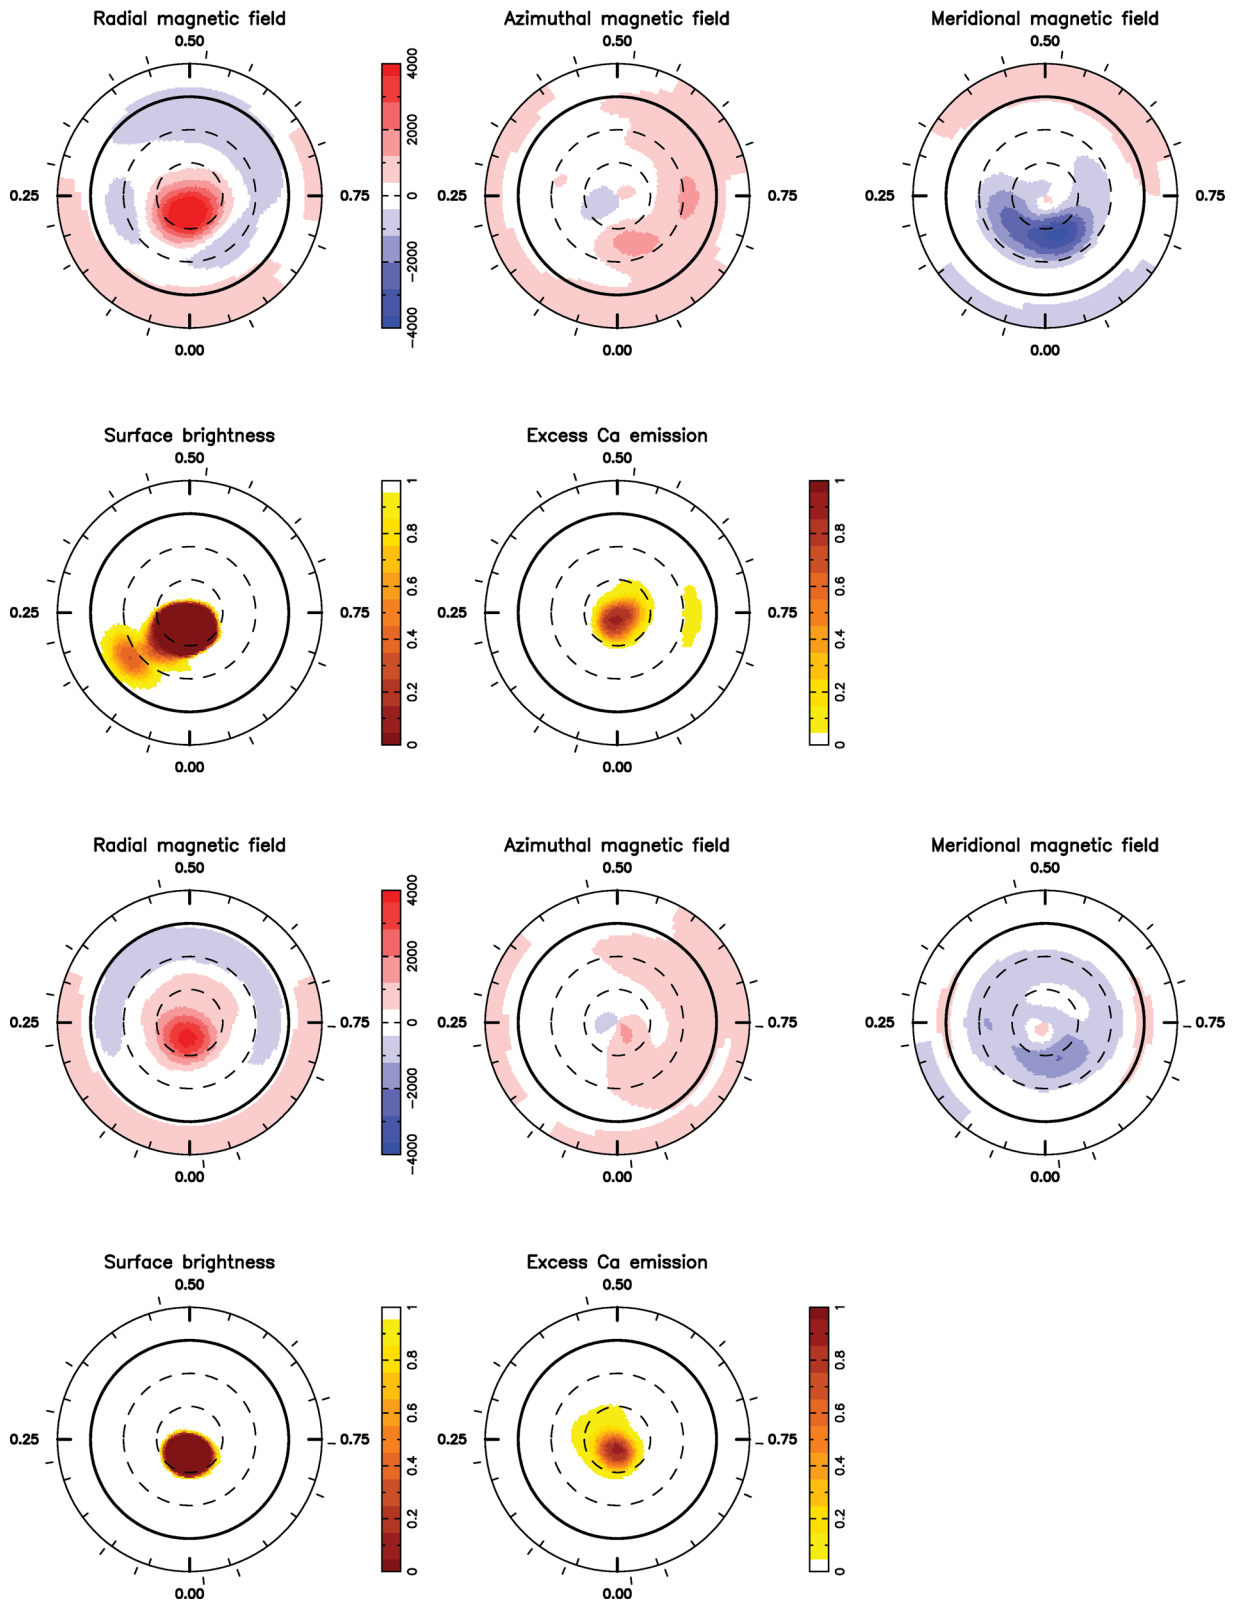 Radial magnetic field Azimuthal magnetic field Meridional magnetic field
0.50 0.50 0.50
4000
2000
0.25 0.75 0 0.25 0.75 0.25 0.75
−2000
−4000
0.00 0.00 0.00
Surface brightness Excess Ca emission
0.50 0.50
1 1
0.8 0.8
0.25 0.75 0.25 0.75
0.6 0.6
0.4 0.4
0.2 0.2
0 0
0.00 0.00
Radial magnetic field Azimuthal magnetic field Meridional magnetic field
0.50 0.50 0.50
4000
2000
0.25 0.75 0 0.25 0.75 0.25 0.75
−2000
−4000
0.00 0.00 0.00
Surface brightness Excess Ca emission
0.50 0.50
1 1
0.8 0.8
0.6 0.6
0.25 0.75 0.25 0.75
0.4 0.4
0.2 0.2
0 0
0.00 0.00